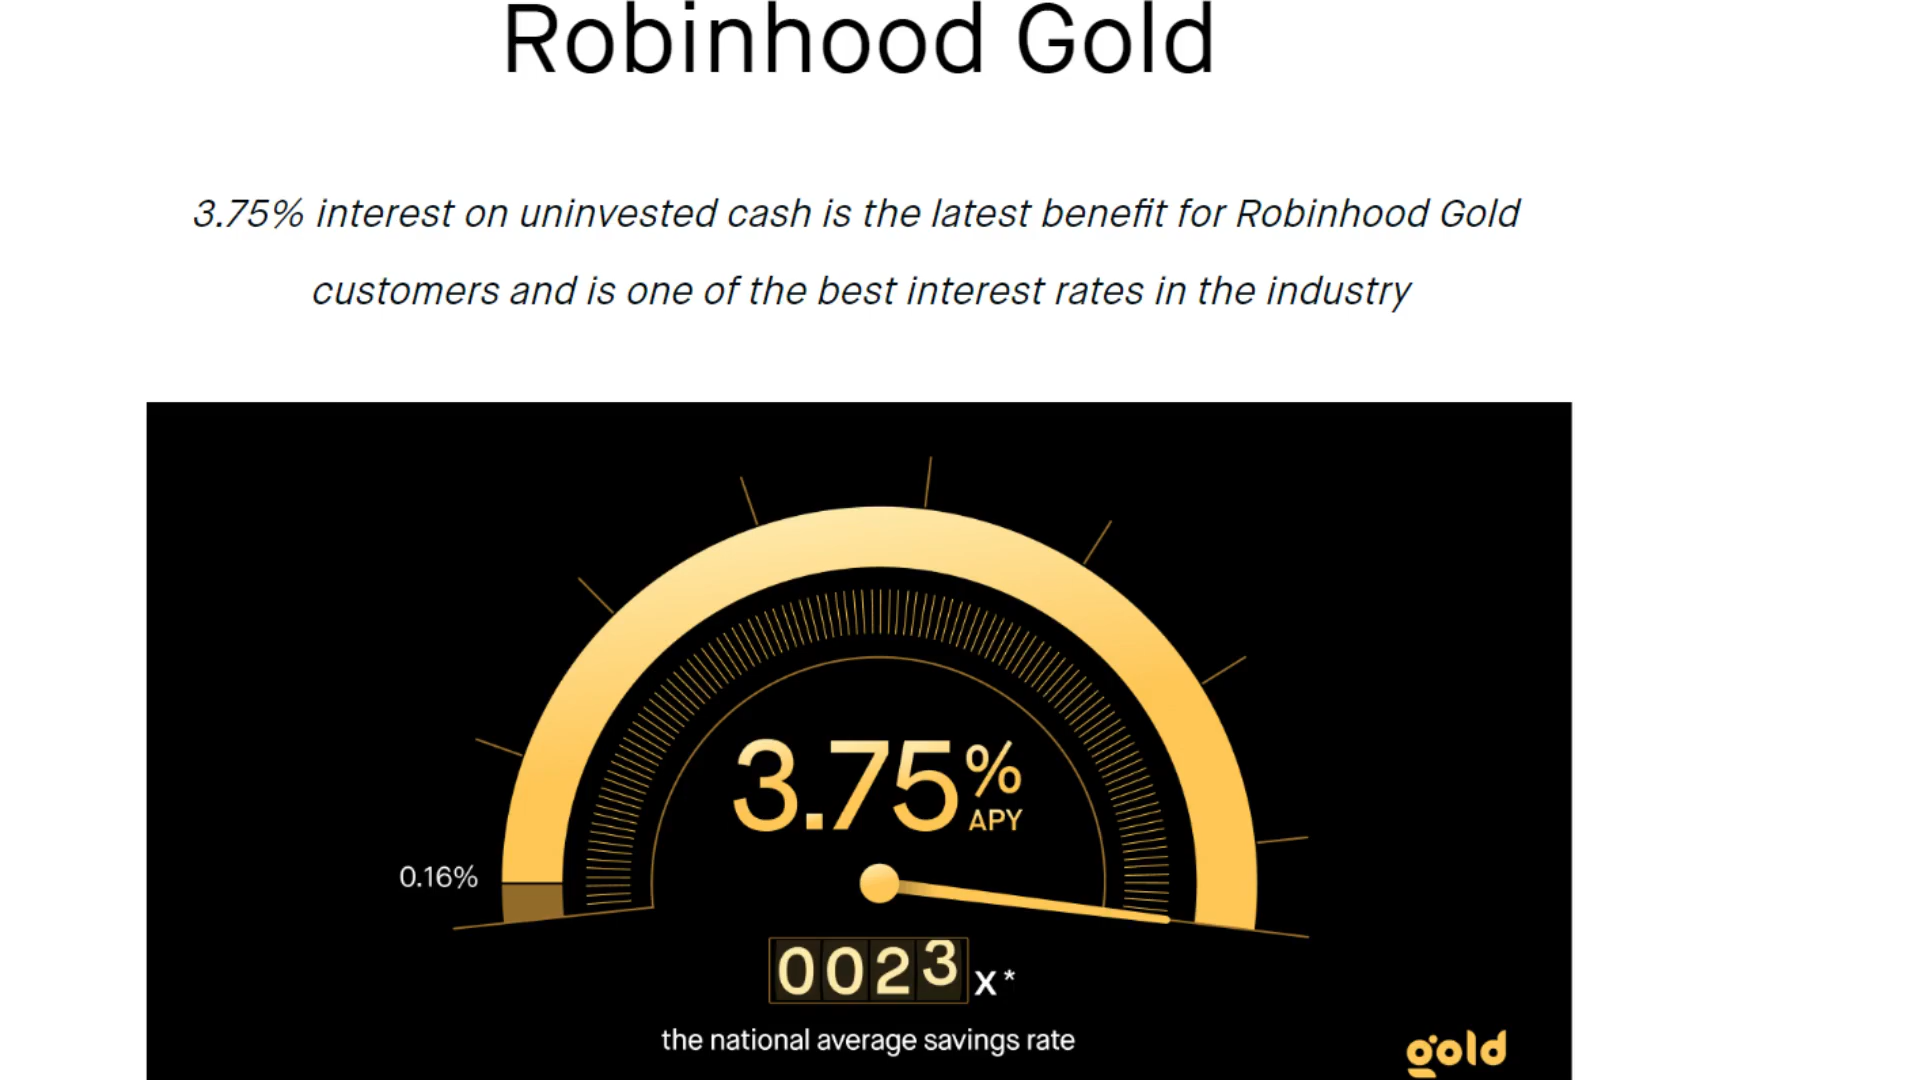 Robinhood Gold
3.75% interest on uninvested cash is the latest benefit for Robinhood Gold
customers and is one of the best interest rates in the industry
3.75% APY
0.16%
0023 x*
the national average savings rate
gold